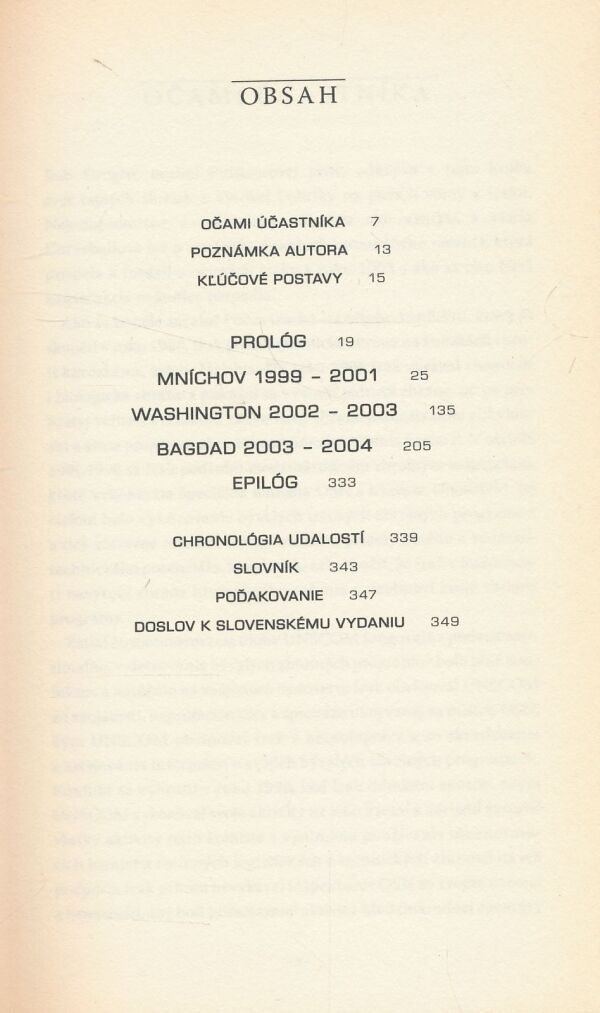 OBSAH
OČAMI ÚČASTNÍKA 7
POZNÁMKA AUTORA 13
KĽÚČOVÉ POSTAVY 15
PROLÓG 19
MNÍCHOV 1999 – 2001 25
WASHINGTON 2002 – 2003 135
BAGDAD 2003 – 2004 205
EPILÓG 333
CHRONOLÓGIA UDALOSTÍ 339
SLOVNÍK 343
POĎAKOVANIE 347
DOSLOV K SLOVENSKÉMU VYDANIU 349